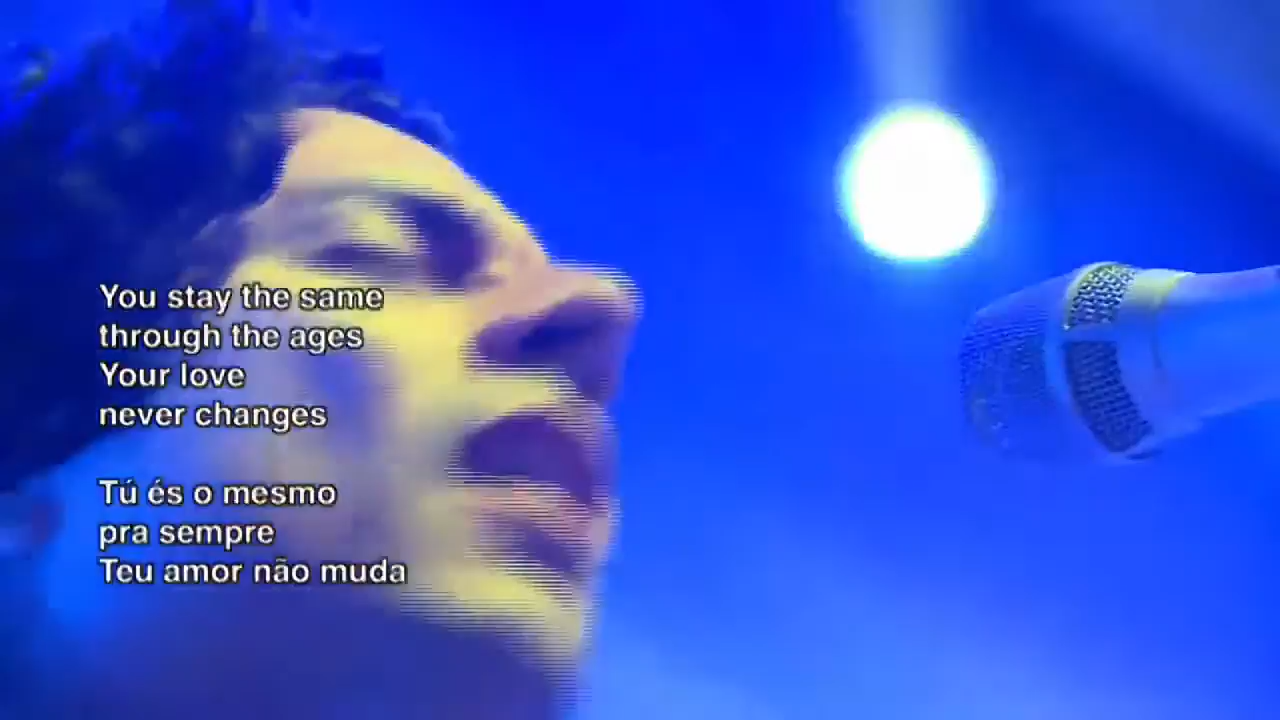 You stay the same
through the ages
Your love
never changes
Tú és o mesmo
pra sempre
Teu amor não muda